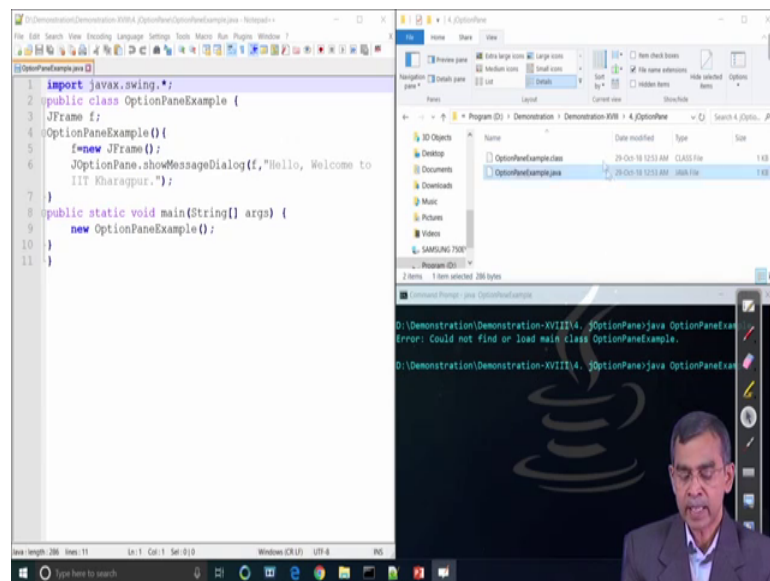 D:\Demonstration\Demonstration-XVIII\4. jOptionPane\OptionPaneExample.java - Notepad++
File Edit Search View Encoding Language Settings Tools Macro Run Plugins Window ?
OptionPaneExample.java
1 import javax.swing.*;
2 public class OptionPaneExample {
3 JFrame f;
4 OptionPaneExample(){
5 f=new JFrame();
6 JOptionPane.showMessageDialog(f,"Hello, Welcome to
IIT Kharagpur.");
7 }
8 public static void main(String[] args) {
9 new OptionPaneExample();
10 }
11 }
Java : length : 286 lines : 11 Ln : 1 Col : 1 Sel : 0 | 0 Windows (CR LF) UTF-8 INS
4. jOptionPane
File Home Share View
Navigation pane
Preview pane
Details pane
Extra large icons Large icons
Medium icons Small icons
List Details
Sort by
Item check boxes
File name extensions
Hidden items
Hide selected items
Options
Panes Layout Current view Show/hide
Program (D:) > Demonstration > Demonstration-XVIII > 4. jOptionPane
Search 4. jOptio...
Name Date modified Type Size
3D Objects
Desktop
Documents
Downloads
Music
Pictures
Videos
SAMSUNG 750E
Program (D:)
OptionPaneExample.class 29-Oct-18 12:53 AM CLASS File 1 KB
OptionPaneExample.java 29-Oct-18 12:53 AM JAVA File 1 KB
2 items 1 item selected 286 bytes
Command Prompt - java OptionPaneExample
D:\Demonstration\Demonstration-XVIII\4. jOptionPane>java OptionPaneExam
Error: Could not find or load main class OptionPaneExample.
D:\Demonstration\Demonstration-XVIII\4. jOptionPane>java OptionPaneExam
Type here to search